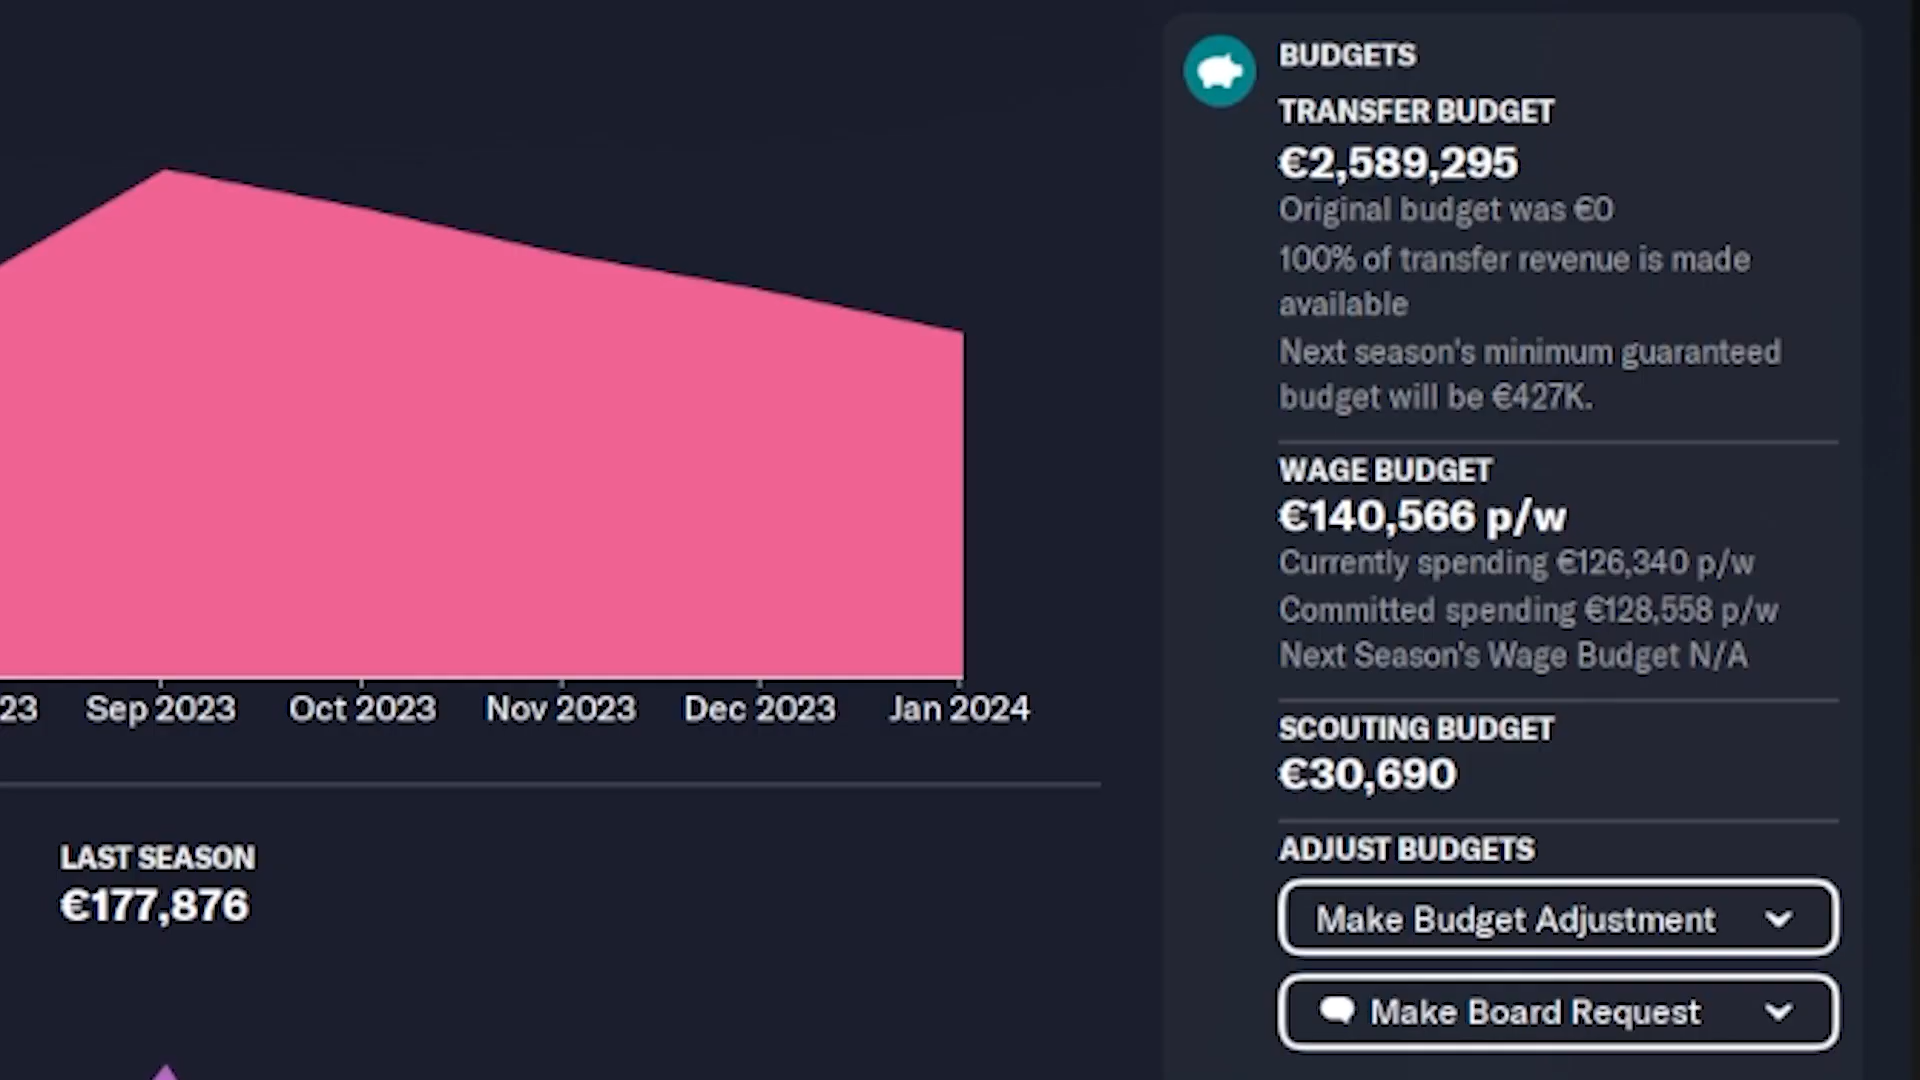 BUDGETS
TRANSFER BUDGET
€2,589,295
Original budget was €0
100% of transfer revenue is made
available
Next season's minimum guaranteed
budget will be €427K.
WAGE BUDGET
€140,566 p/w
Currently spending €126,340 p/w
Committed spending €128,558 p/w
Next Season's Wage Budget N/A
SCOUTING BUDGET
€30,690
ADJUST BUDGETS
Make Budget Adjustment
Make Board Request
23 Sep 2023 Oct 2023 Nov 2023 Dec 2023 Jan 2024
LAST SEASON
€177,876